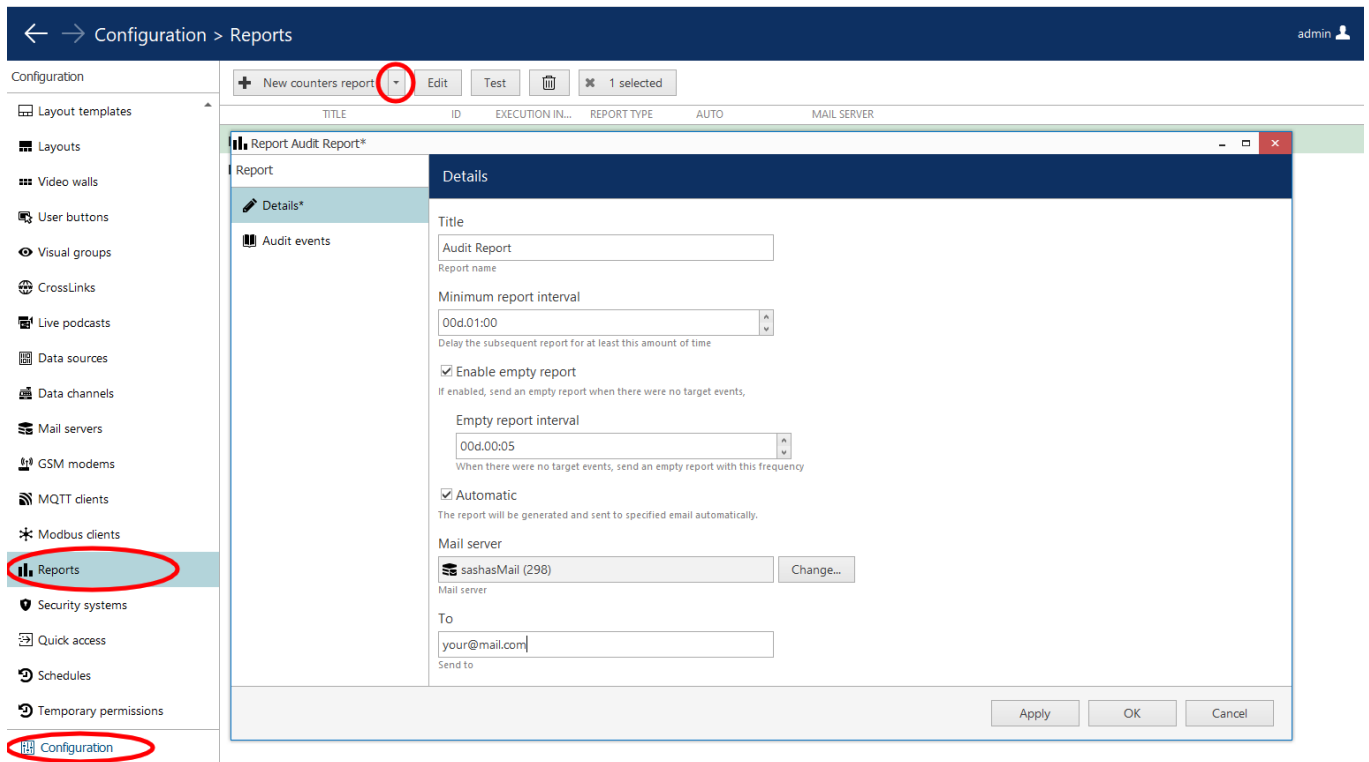 Configuration > Reports
admin
Configuration
Layout templates
Layouts
Video walls
User buttons
Visual groups
CrossLinks
Live podcasts
Data sources
Data channels
Mail servers
GSM modems
MQTT clients
Modbus clients
Reports
Security systems
Quick access
Schedules
Temporary permissions
Configuration
New counters report
Edit
Test
1 selected
TITLE ID EXECUTION IN... REPORT TYPE AUTO MAIL SERVER
Report Audit Report*
Report
Details*
Audit events
Details
Title
Audit Report
Report name
Minimum report interval
00d.01:00
Delay the subsequent report for at least this amount of time
Enable empty report
If enabled, send an empty report when there were no target events,
Empty report interval
00d.00:05
When there were no target events, send an empty report with this frequency
Automatic
The report will be generated and sent to specified email automatically.
Mail server
sashasMail (298)
Change...
Mail server
To
your@mail.com
Send to
Apply
OK
Cancel